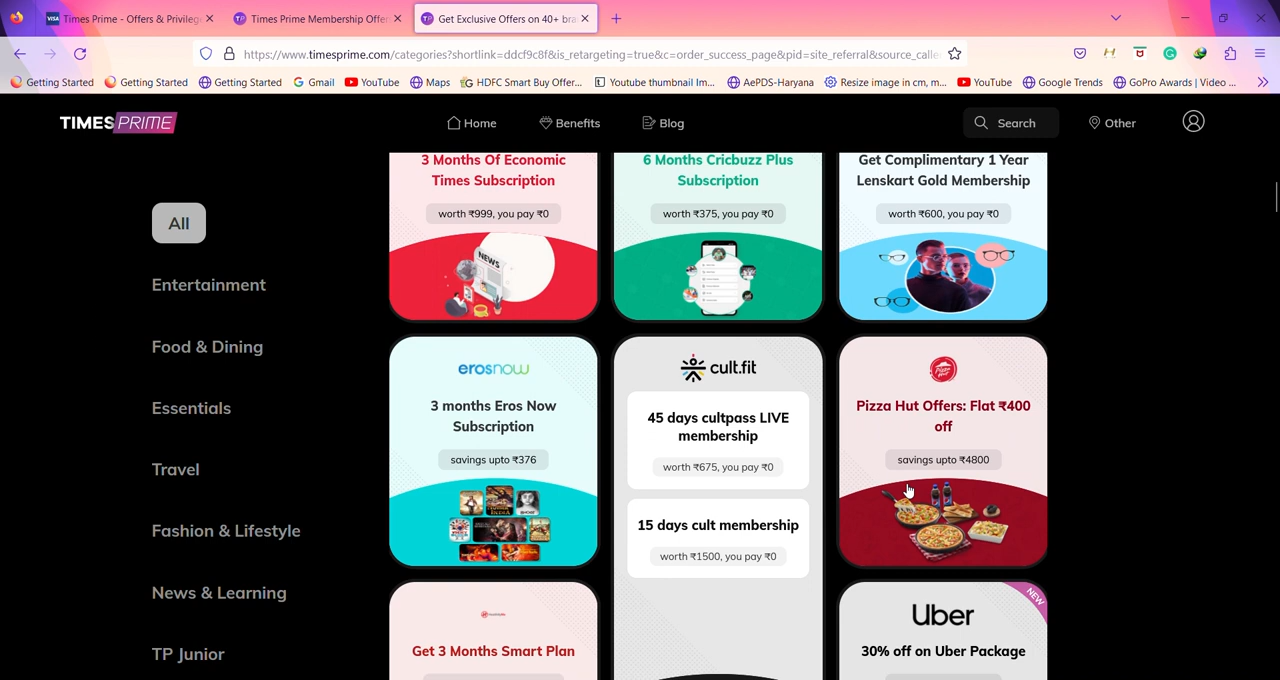 Times Prime - Offers & Privileg
Times Prime Membership Offer
Get Exclusive Offers on 40+ bra
https://www.timesprime.com/categories?shortlink=ddcf9c8f&is_retargeting=true&c=order_success_page&pid=site_referral&source_calle
Getting Started
Getting Started
Getting Started
Gmail
YouTube
Maps
HDFC Smart Buy Offer...
Youtube thumbnail Im...
AePDS-Haryana
Resize image in cm, m...
YouTube
Google Trends
GoPro Awards | Video ...
TIMES PRIME
Home
Benefits
Blog
Search
Other
All
Entertainment
Food & Dining
Essentials
Travel
Fashion & Lifestyle
News & Learning
TP Junior
3 Months Of Economic
Times Subscription
worth ₹999, you pay ₹0
NEWS
6 Months Cricbuzz Plus
Subscription
worth ₹375, you pay ₹0
Get Complimentary 1 Year
Lenskart Gold Membership
worth ₹600, you pay ₹0
erosnow
3 months Eros Now
Subscription
savings upto ₹376
cult.fit
45 days cultpass LIVE
membership
worth ₹675, you pay ₹0
15 days cult membership
worth ₹1500, you pay ₹0
Pizza Hut
Pizza Hut Offers: Flat ₹400
off
savings upto ₹4800
Get 3 Months Smart Plan
NEW
Uber
30% off on Uber Package